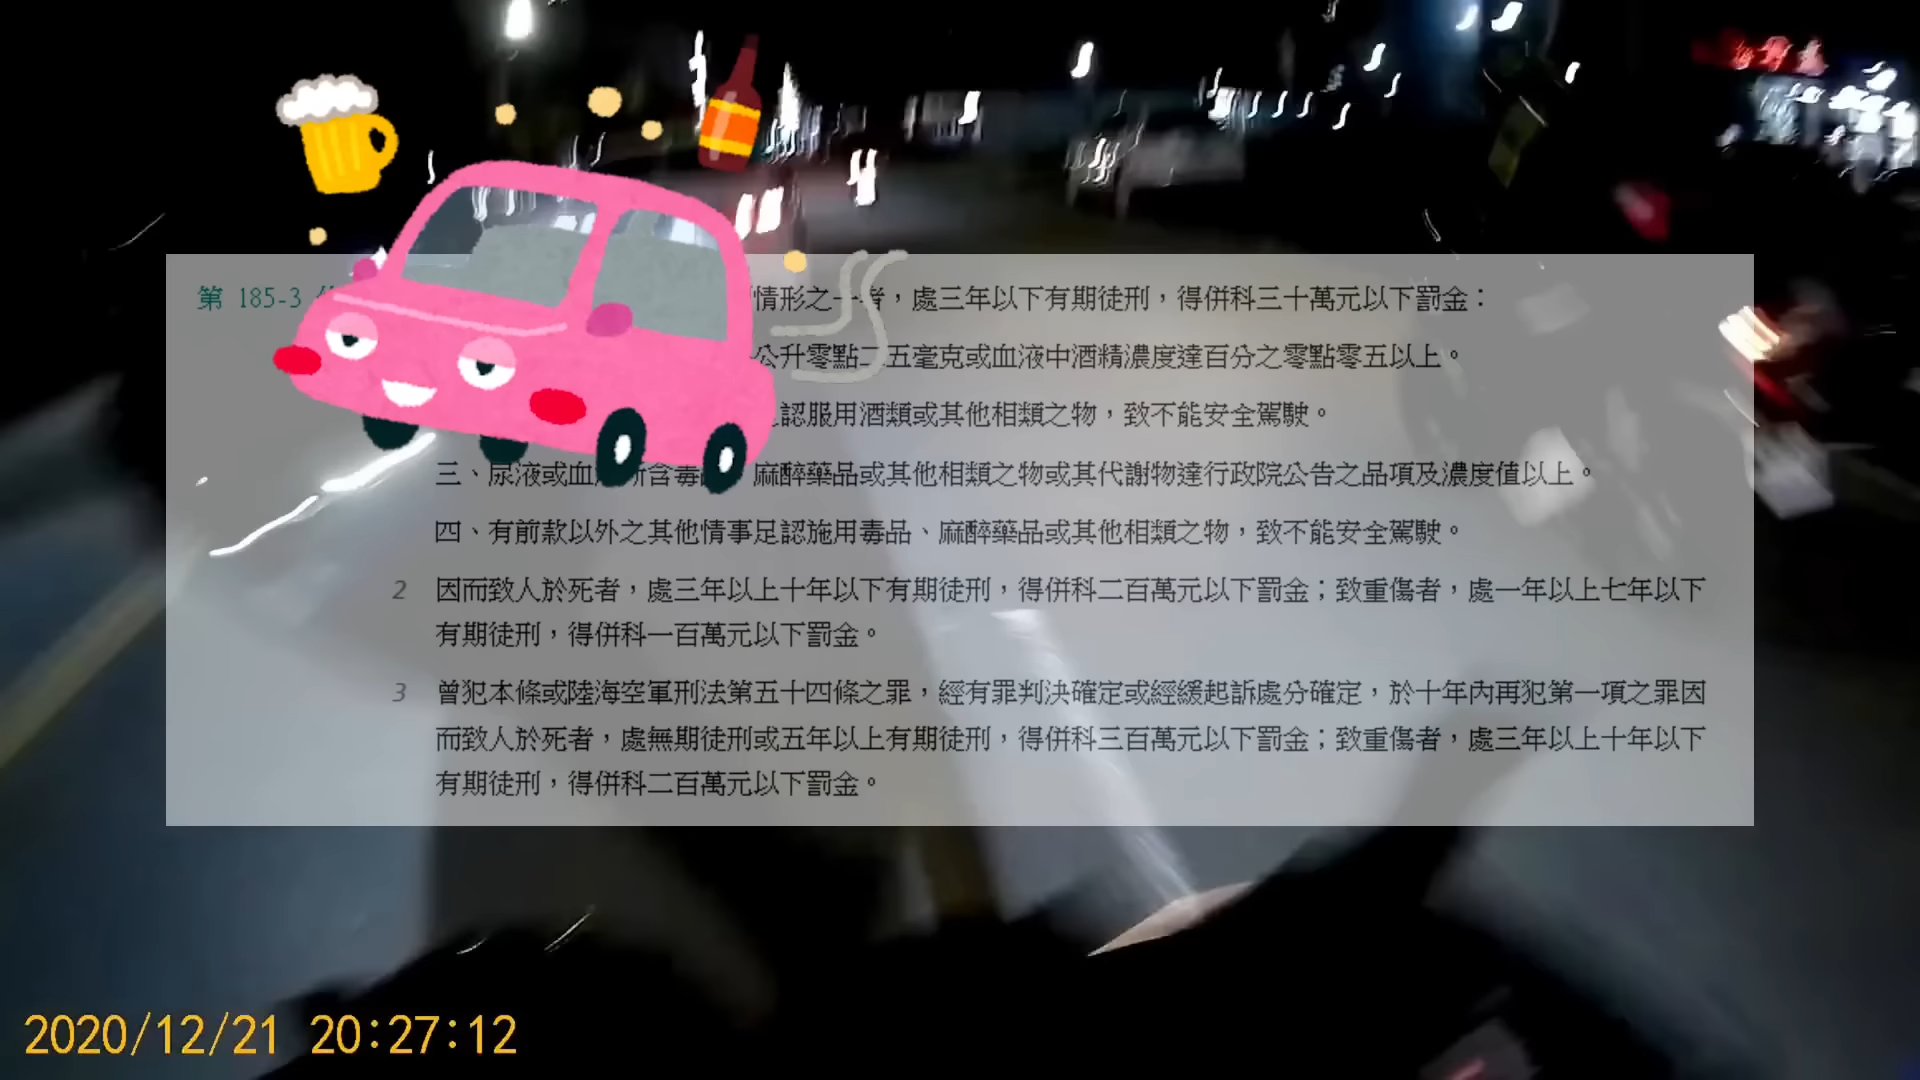 第 185-3
情形之一者，處三年以下有期徒刑，得併科三十萬元以下罰金：
公升零點二五毫克或血液中酒精濃度達百分之零點零五以上。
認服用酒類或其他相類之物，致不能安全駕駛。
三、尿液或血 所含毒 麻醉藥品或其他相類之物或其代謝物達行政院公告之品項及濃度值以上。
四、有前款以外之其他情事足認施用毒品、麻醉藥品或其他相類之物，致不能安全駕駛。
2 因而致人於死者，處三年以上十年以下有期徒刑，得併科二百萬元以下罰金；致重傷者，處一年以上七年以下
有期徒刑，得併科一百萬元以下罰金。
3 曾犯本條或陸海空軍刑法第五十四條之罪，經有罪判決確定或經緩起訴處分確定，於十年內再犯第一項之罪因
而致人於死者，處無期徒刑或五年以上有期徒刑，得併科三百萬元以下罰金；致重傷者，處三年以上十年以下
有期徒刑，得併科二百萬元以下罰金。
2020/12/21 20:27:12